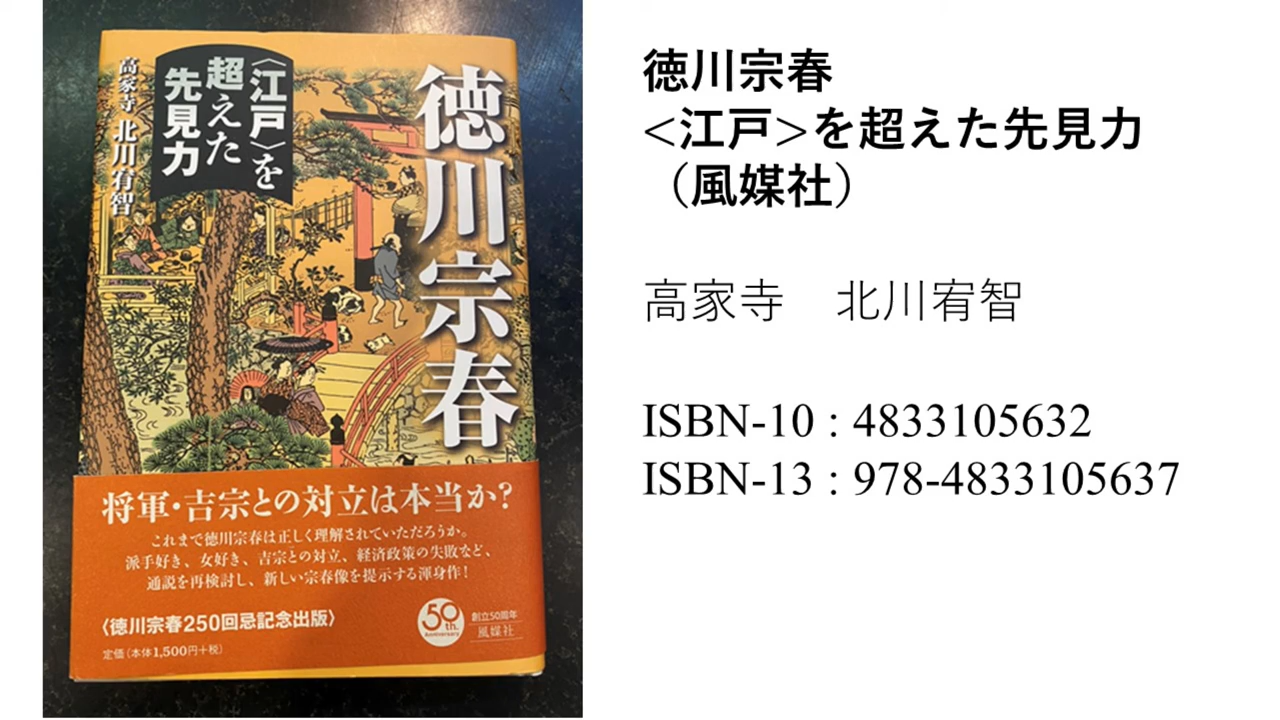 徳川宗春
〈江戸〉を
超えた
先見力
高家寺 北川宥智
将軍・吉宗との対立は本当か?
これまで徳川宗春は正しく理解されていただろうか。
派手好き、女好き、吉宗との対立、経済政策の失敗など、
通説を再検討し、新しい宗春像を提示する渾身作!
〈徳川宗春250回忌記念出版〉
定価(本体1,500円+税)
50th.
Anniversary
創立50周年
風媒社
徳川宗春
<江戸>を超えた先見力
(風媒社)
高家寺 北川宥智
ISBN-10 : 4833105632
ISBN-13 : 978-4833105637